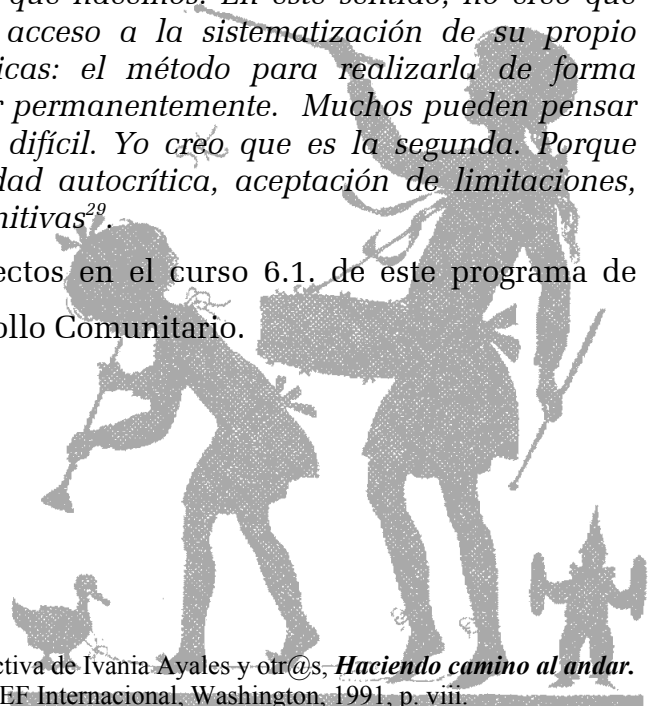 que hacemos. En este sentido, no creo que
acceso a la sistematización de su propio
icas: el método para realizarla de forma
r permanentemente. Muchos pueden pensar
difícil. Yo creo que es la segunda. Porque
dad autocrítica, aceptación de limitaciones,
nitivas²⁹.
ectos en el curso 6.1. de este programa de
ollo Comunitario.
ctiva de Ivania Ayales y otr@s, Haciendo camino al andar.
EF Internacional, Washington, 1991, p. viii.